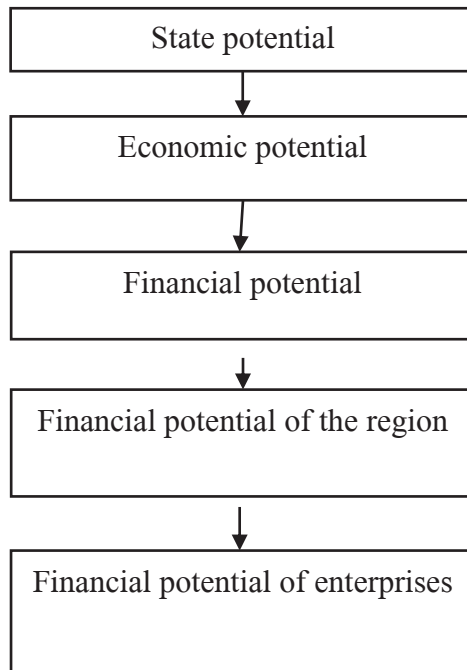 State potential
Economic potential
Financial potential
Financial potential of the region
Financial potential of enterprises